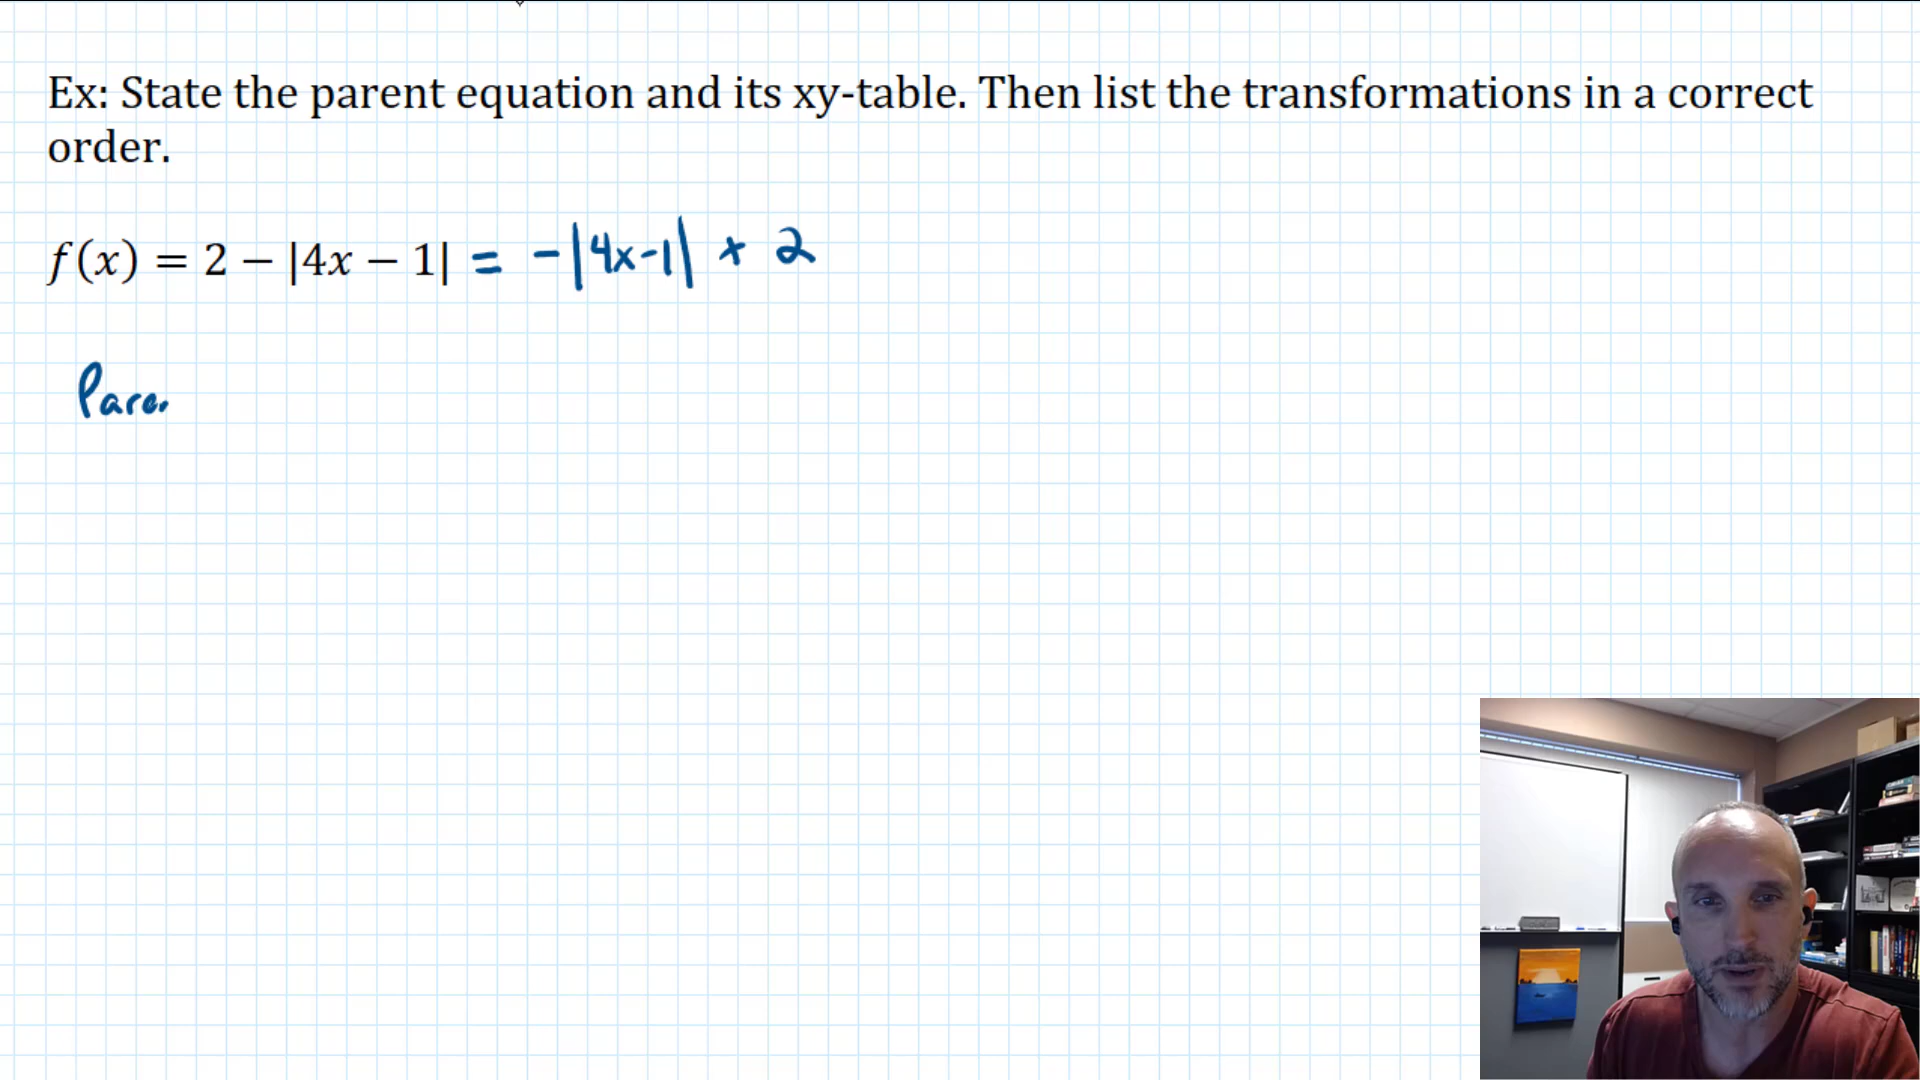 Ex: State the parent equation and its xy-table. Then list the transformations in a correct
order.
f(x) = 2 − |4x − 1| = -|4x-1| + 2
Pare